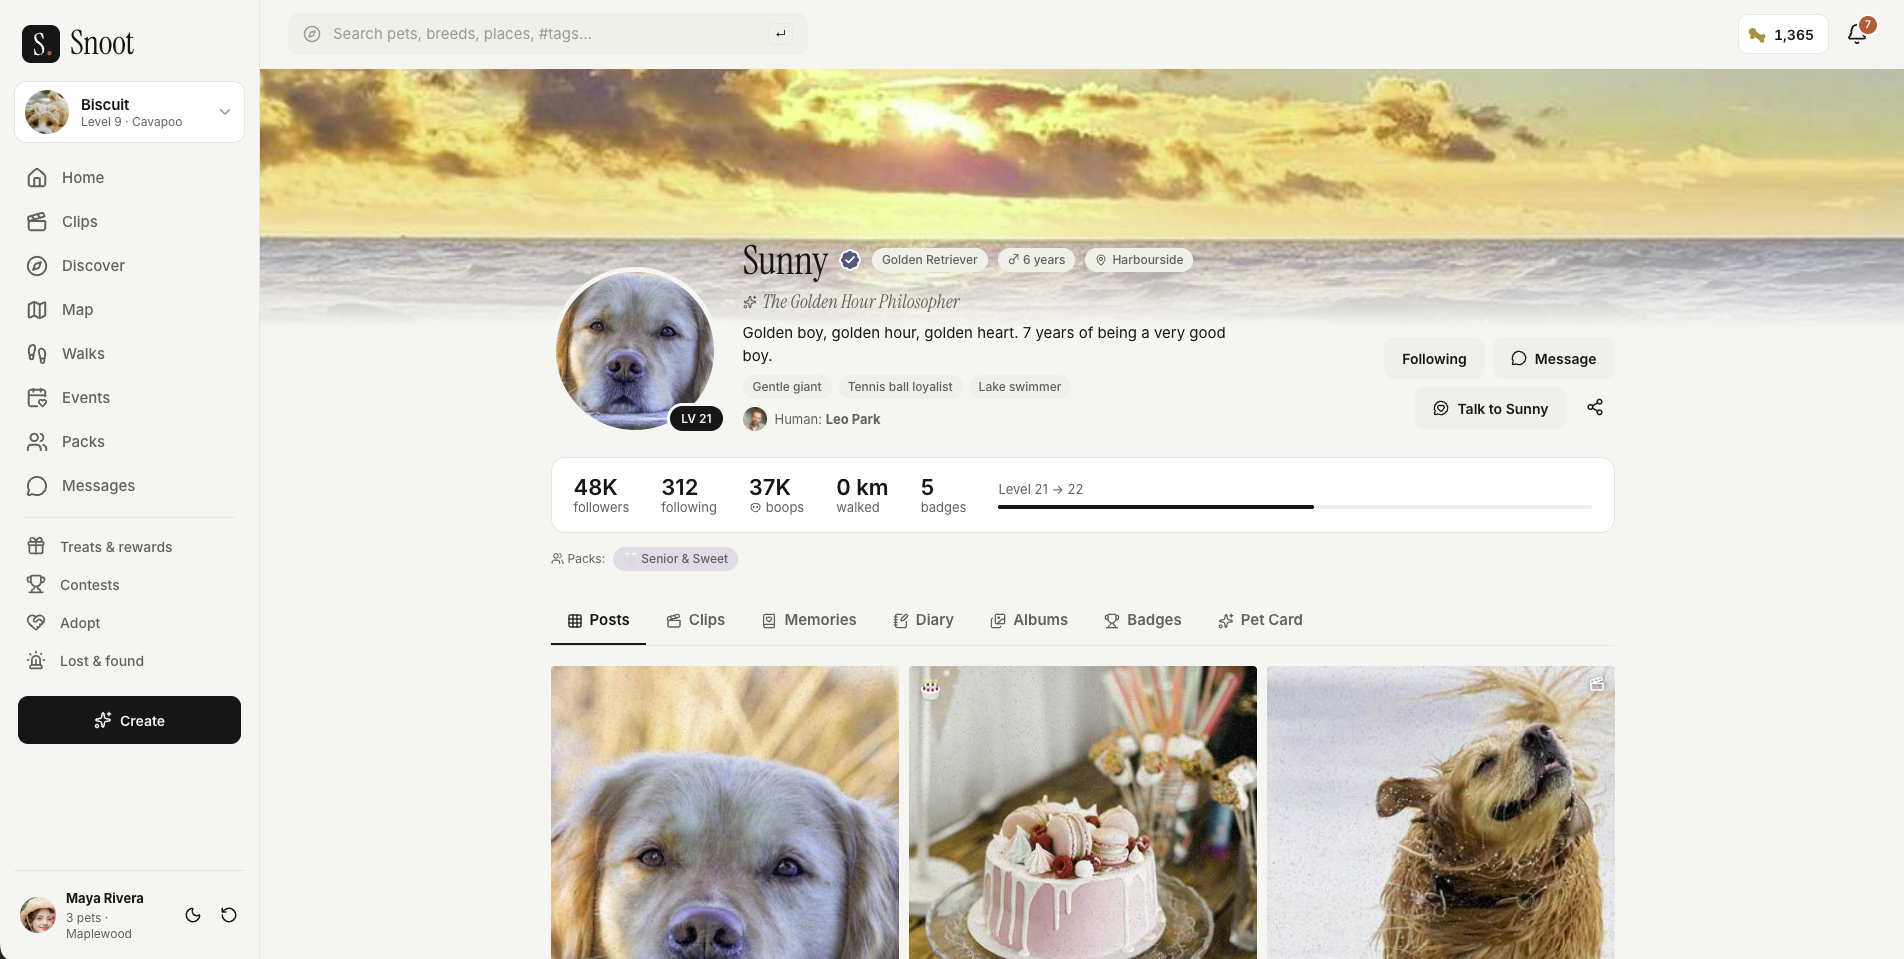 S. Snoot
Search pets, breeds, places, #tags...
1,365
7
Biscuit
Level 9 · Cavapoo
Home
Clips
Discover
Map
Walks
Events
Packs
Messages
Treats & rewards
Contests
Adopt
Lost & found
Create
Maya Rivera
3 pets ·
Maplewood
Sunny
Golden Retriever
♂ 6 years
Harbourside
The Golden Hour Philosopher
Golden boy, golden hour, golden heart. 7 years of being a very good
boy.
Gentle giant
Tennis ball loyalist
Lake swimmer
Human: Leo Park
LV 21
Following
Message
Talk to Sunny
48K
followers
312
following
37K
boops
0 km
walked
5
badges
Level 21 → 22
Packs:
Senior & Sweet
Posts
Clips
Memories
Diary
Albums
Badges
Pet Card